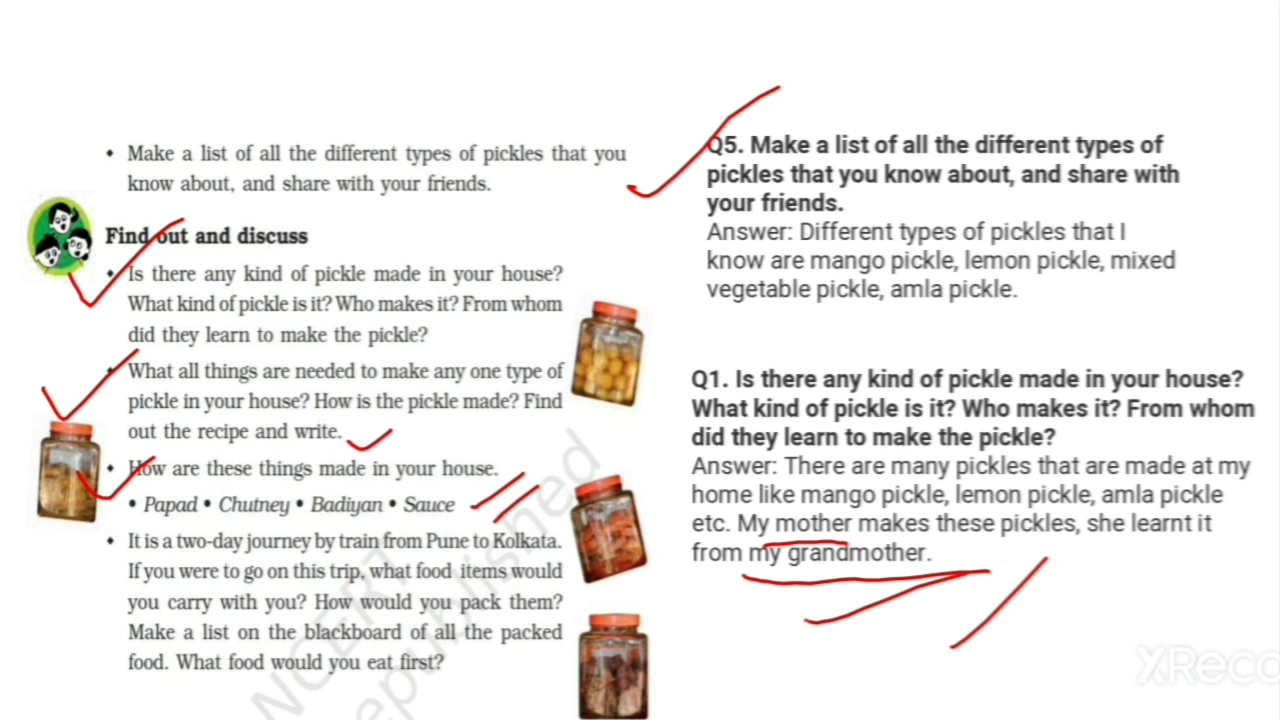 • Make a list of all the different types of pickles that you
know about, and share with your friends.
Find out and discuss
• Is there any kind of pickle made in your house?
What kind of pickle is it? Who makes it? From whom
did they learn to make the pickle?
• What all things are needed to make any one type of
pickle in your house? How is the pickle made? Find
out the recipe and write.
• How are these things made in your house.
• Papad • Chutney • Badiyan • Sauce
• It is a two-day journey by train from Pune to Kolkata.
If you were to go on this trip, what food items would
you carry with you? How would you pack them?
Make a list on the blackboard of all the packed
food. What food would you eat first?
NCERT
republished
Q5. Make a list of all the different types of
pickles that you know about, and share with
your friends.
Answer: Different types of pickles that I
know are mango pickle, lemon pickle, mixed
vegetable pickle, amla pickle.
Q1. Is there any kind of pickle made in your house?
What kind of pickle is it? Who makes it? From whom
did they learn to make the pickle?
Answer: There are many pickles that are made at my
home like mango pickle, lemon pickle, amla pickle
etc. My mother makes these pickles, she learnt it
from my grandmother.
XReco